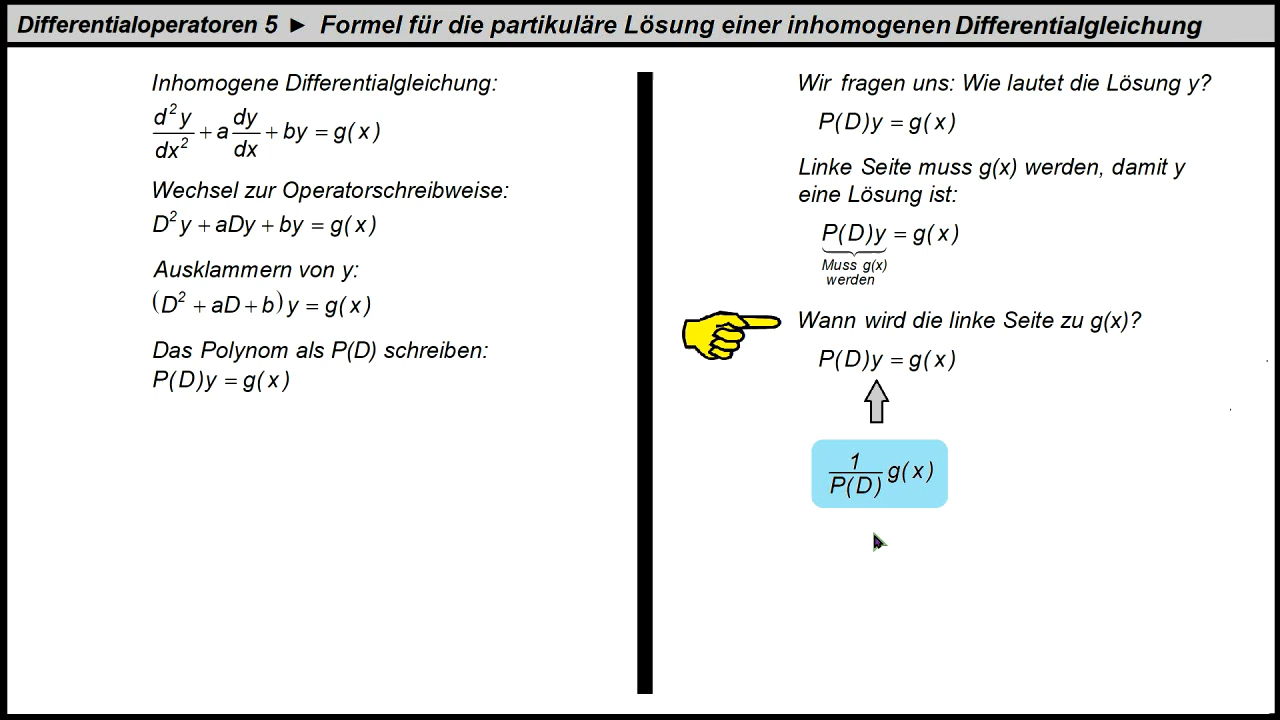 Differentialoperatoren 5 ► Formel für die partikuläre Lösung einer inhomogenen Differentialgleichung
Inhomogene Differentialgleichung:
d²y/dx² + a dy/dx + by = g(x)
Wechsel zur Operatorschreibweise:
D²y + aDy + by = g(x)
Ausklammern von y:
(D² + aD + b)y = g(x)
Das Polynom als P(D) schreiben:
P(D)y = g(x)
Wir fragen uns: Wie lautet die Lösung y?
P(D)y = g(x)
Linke Seite muss g(x) werden, damit y
eine Lösung ist:
P(D)y = g(x)
Muss g(x)
werden
Wann wird die linke Seite zu g(x)?
P(D)y = g(x)
1/P(D) g(x)